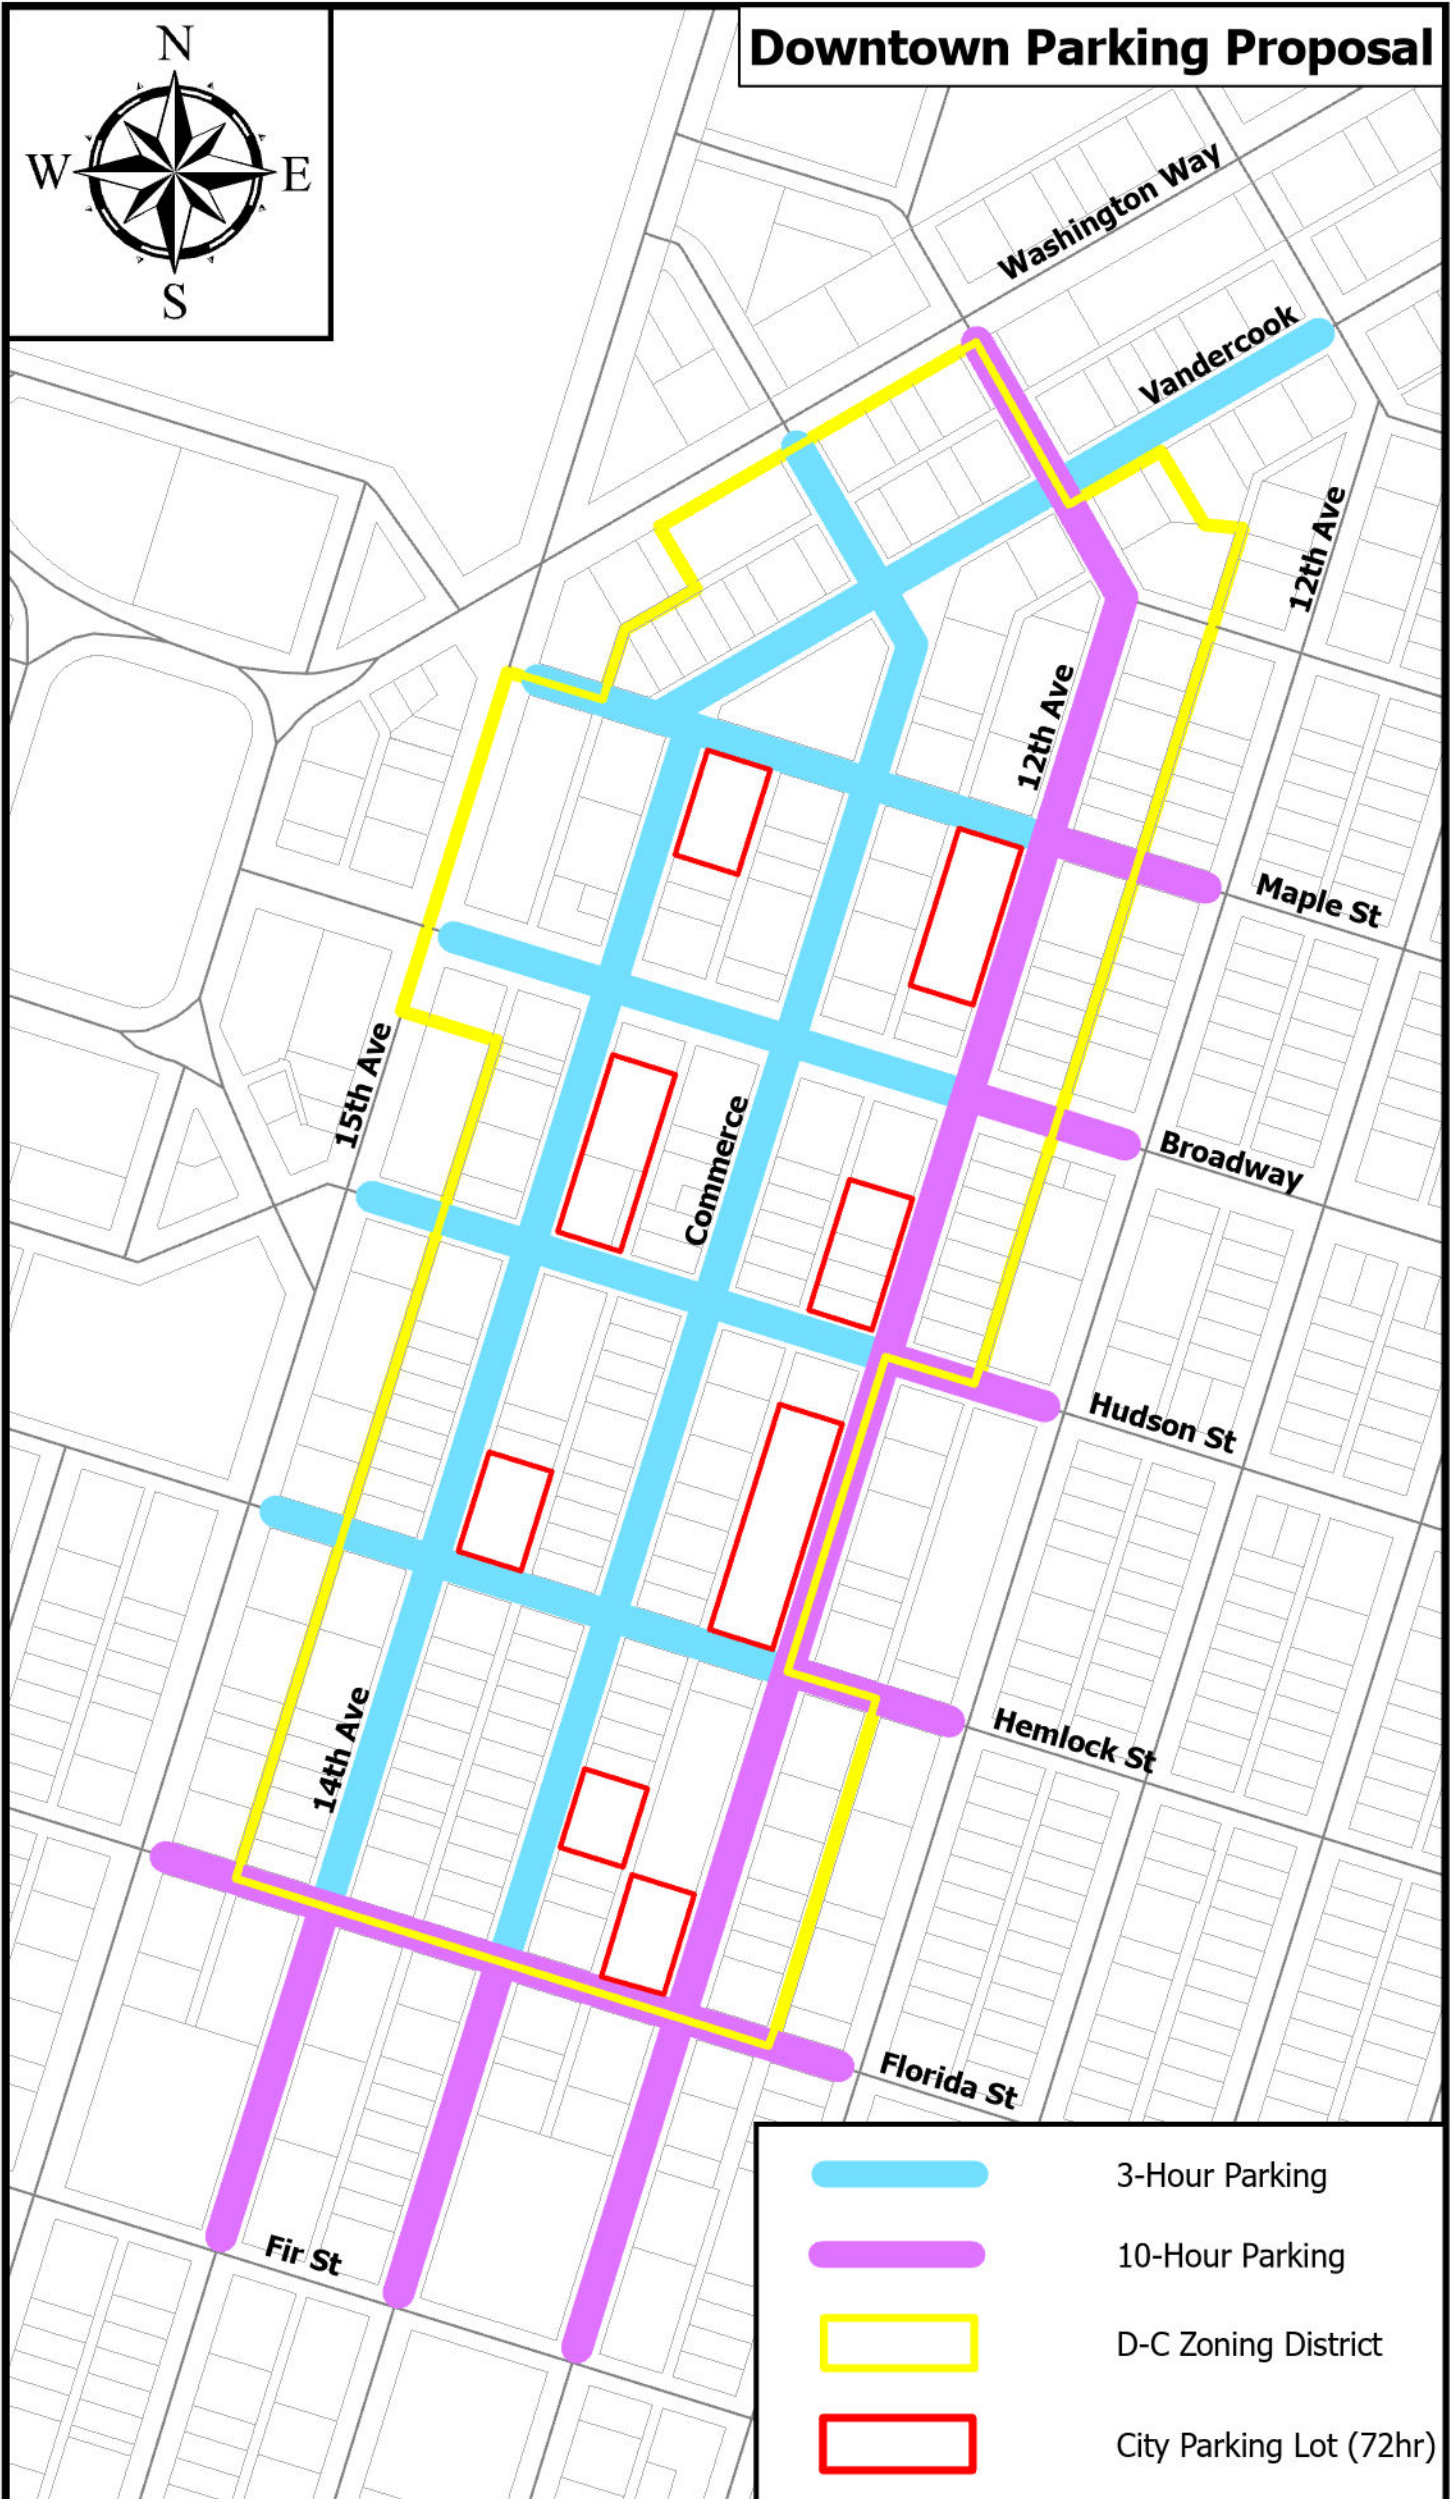 N
W
E
S
Downtown Parking Proposal
Washington Way
Vandercook
12th Ave
12th Ave
Maple St
15th Ave
Commerce
Broadway
Hudson St
14th Ave
Hemlock St
Florida St
Fir St
3-Hour Parking
10-Hour Parking
D-C Zoning District
City Parking Lot (72hr)